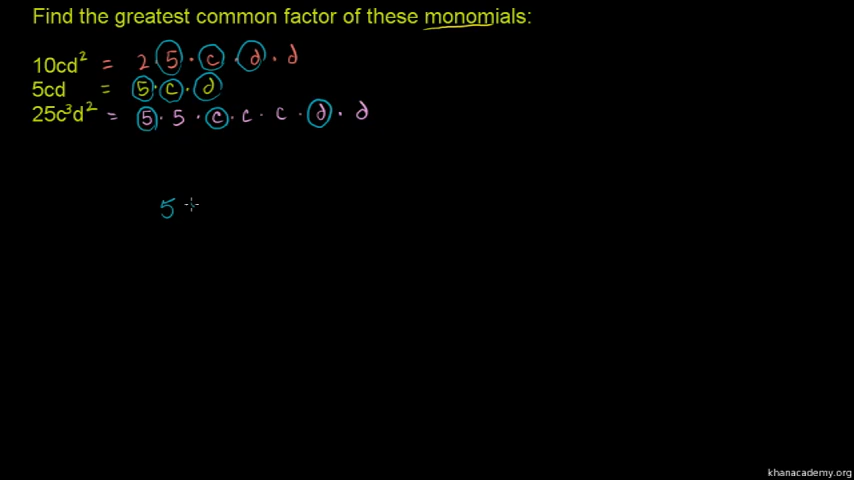 Find the greatest common factor of these monomials:
10cd² = 2 · 5 · c · d · d
5cd = 5 · c · d
25c³d² = 5 · 5 · c · c · c · d · d
5
khanacademy.org